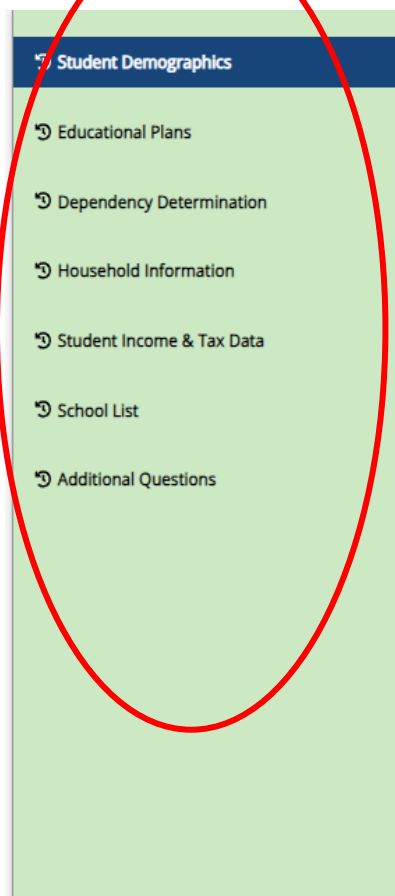 Student Demographics
Educational Plans
Dependency Determination
Household Information
Student Income & Tax Data
School List
Additional Questions